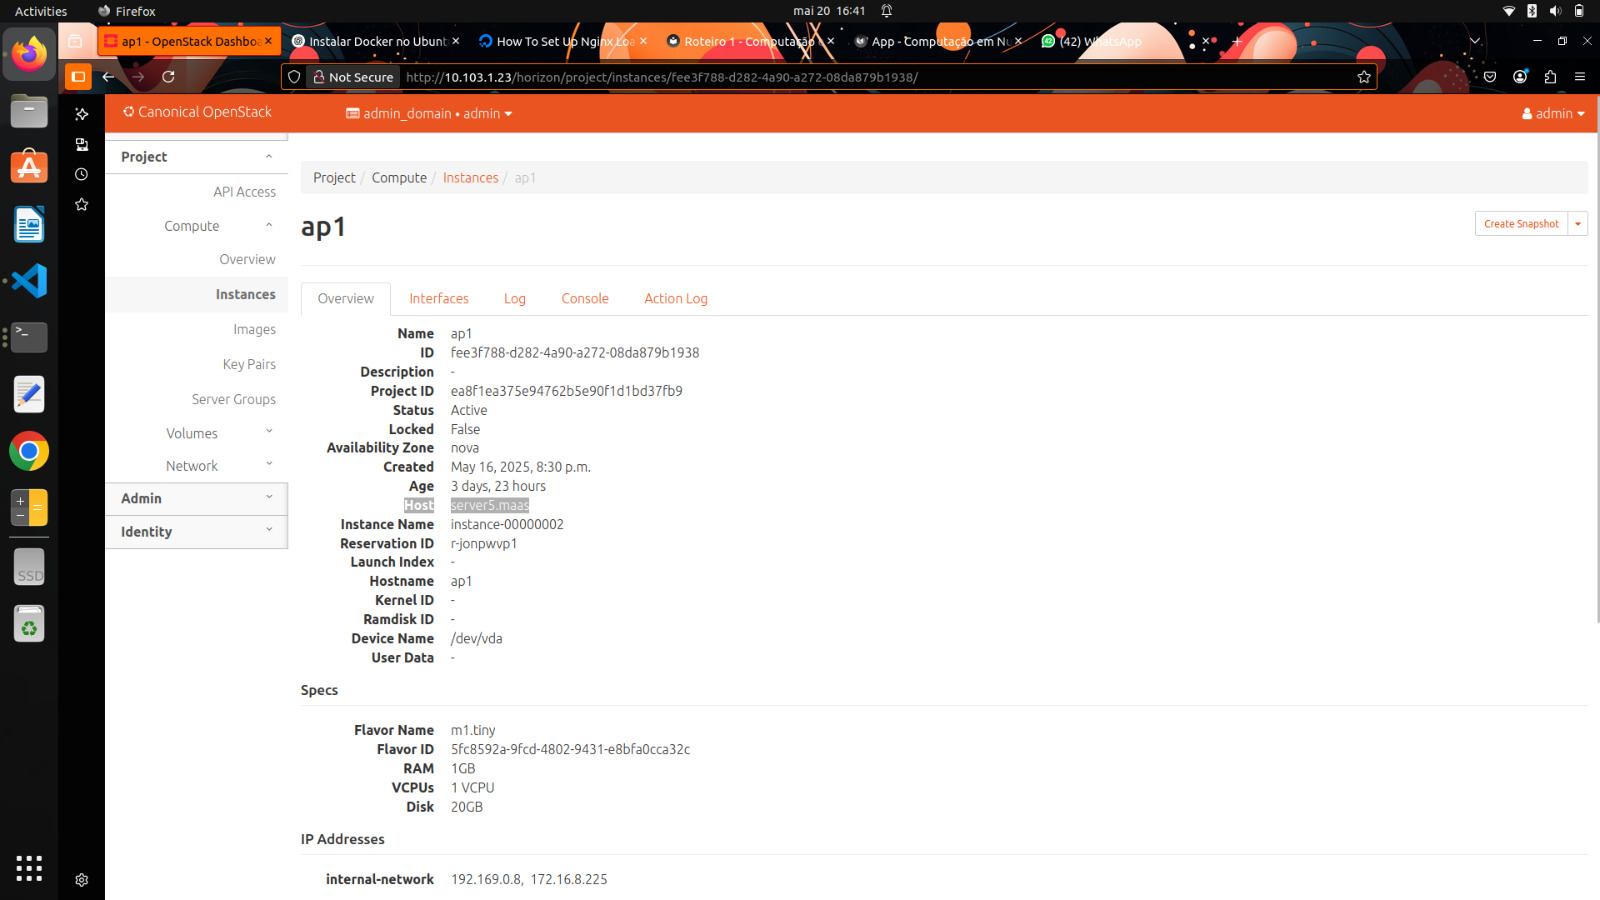 Activities
Firefox
mai 20 16:41
ap1 - OpenStack Dashboa
Instalar Docker no Ubunt
How To Set Up Nginx Loa
Roteiro 1 - Computação
App - Computação em Nu
(42) WhatsApp
Not Secure
http://10.103.1.23/horizon/project/instances/fee3f788-d282-4a90-a272-08da879b1938/
Canonical OpenStack
admin_domain • admin
admin
Project
API Access
Compute
Overview
Instances
Images
Key Pairs
Server Groups
Volumes
Network
Admin
Identity
SSD
Project / Compute / Instances / ap1
ap1
Create Snapshot
Overview
Interfaces
Log
Console
Action Log
Name ap1
ID fee3f788-d282-4a90-a272-08da879b1938
Description -
Project ID ea8f1ea375e94762b5e90f1d1bd37fb9
Status Active
Locked False
Availability Zone nova
Created May 16, 2025, 8:30 p.m.
Age 3 days, 23 hours
Host server5.maas
Instance Name instance-00000002
Reservation ID r-jonpwvp1
Launch Index -
Hostname ap1
Kernel ID -
Ramdisk ID -
Device Name /dev/vda
User Data -
Specs
Flavor Name m1.tiny
Flavor ID 5fc8592a-9fcd-4802-9431-e8bfa0cca32c
RAM 1GB
VCPUs 1 VCPU
Disk 20GB
IP Addresses
internal-network 192.169.0.8, 172.16.8.225